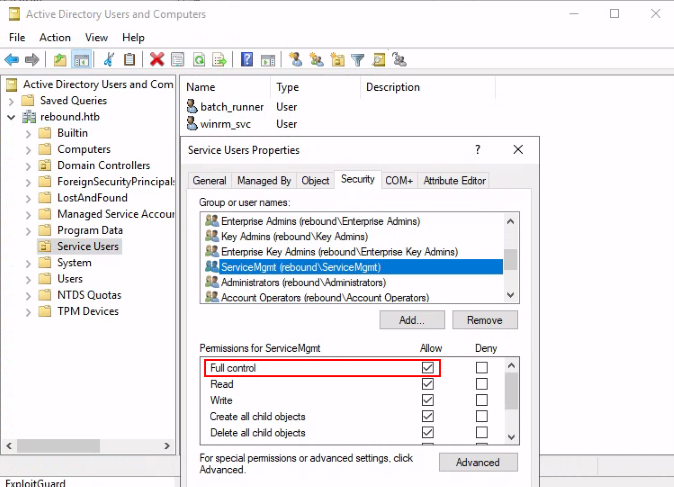 Active Directory Users and Computers
File Action View Help
Active Directory Users and Com
Saved Queries
rebound.htb
Builtin
Computers
Domain Controllers
ForeignSecurityPrincipals
LostAndFound
Managed Service Accour
Program Data
Service Users
System
Users
NTDS Quotas
TPM Devices
Name Type Description
batch_runner User
winrm_svc User
Service Users Properties
General Managed By Object Security COM+ Attribute Editor
Group or user names:
Enterprise Admins (rebound\Enterprise Admins)
Key Admins (rebound\Key Admins)
Enterprise Key Admins (rebound\Enterprise Key Admins)
ServiceMgmt (rebound\ServiceMgmt)
Administrators (rebound\Administrators)
Account Operators (rebound\Account Operators)
Add... Remove
Permissions for ServiceMgmt Allow Deny
Full control
Read
Write
Create all child objects
Delete all child objects
For special permissions or advanced settings, click
Advanced.
Advanced
ExploitGuard